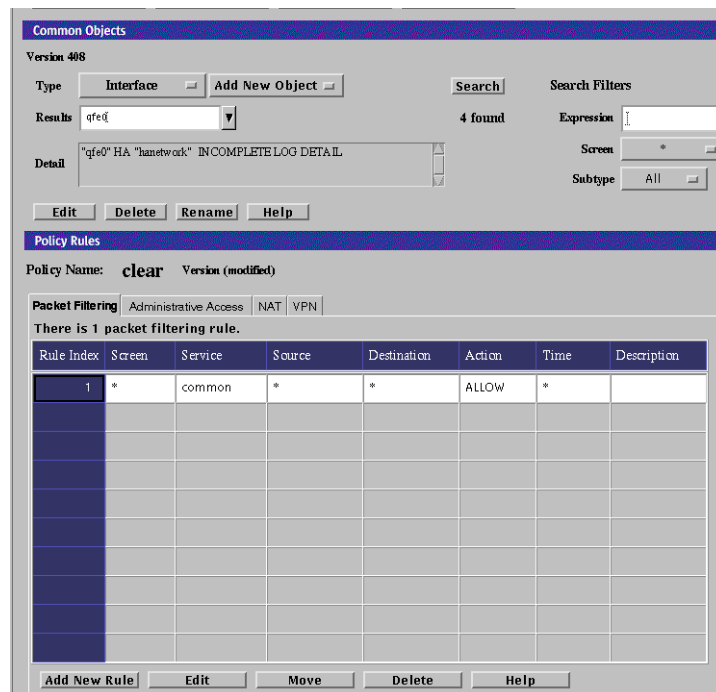 Common Objects
Version 408
Type Interface Add New Object Search Search Filters
Results qfe0 4 found Expression
Screen *
Detail "qfe0" HA "hanetwork" INCOMPLETE LOG DETAIL
Subtype All
Edit Delete Rename Help
Policy Rules
Policy Name: clear Version (modified)
Packet Filtering Administrative Access NAT VPN
There is 1 packet filtering rule.
Rule Index Screen Service Source Destination Action Time Description
1 * common * * ALLOW *
Add New Rule Edit Move Delete Help